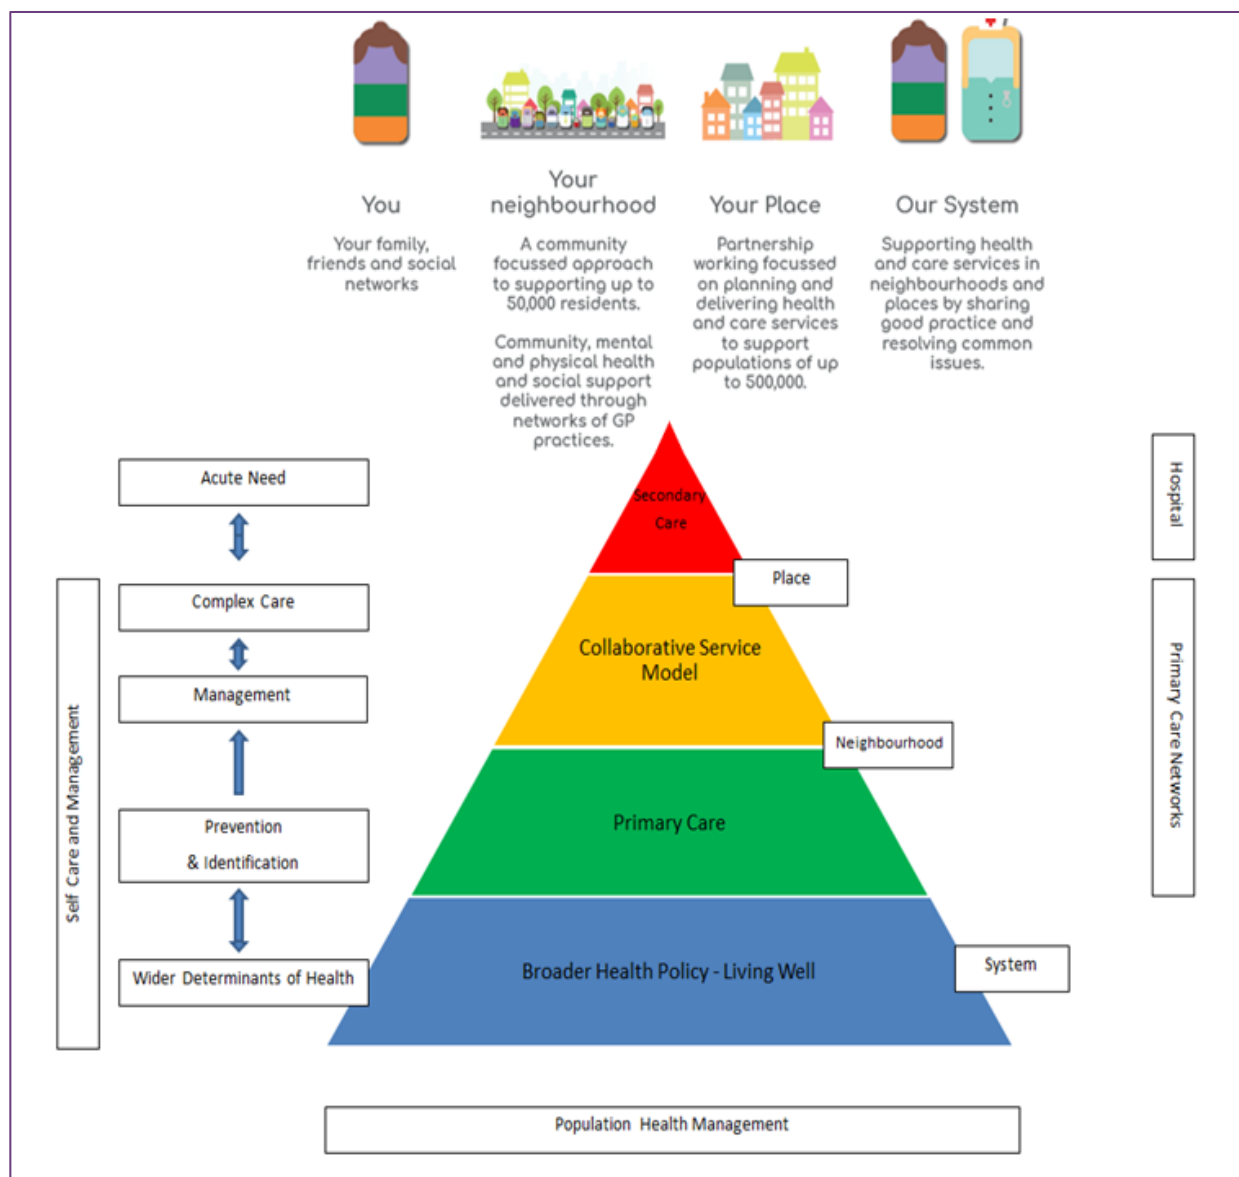 You
Your family,
friends and social
networks
Your
neighbourhood
A community
focussed approach
to supporting up to
50,000 residents.
Community, mental
and physical health
and social support
delivered through
networks of GP
practices.
Your Place
Partnership
working focussed
on planning and
delivering health
and care services
to support
populations of up
to 500,000.
Our System
Supporting health
and care services in
neighbourhoods and
places by sharing
good practice and
resolving common
issues.
Acute Need
Complex Care
Management
Prevention
& Identification
Wider Determinants of Health
Self Care and Management
Secondary
Care
Collaborative Service
Model
Primary Care
Broader Health Policy - Living Well
Place
Neighbourhood
System
Hospital
Primary Care Networks
Population Health Management